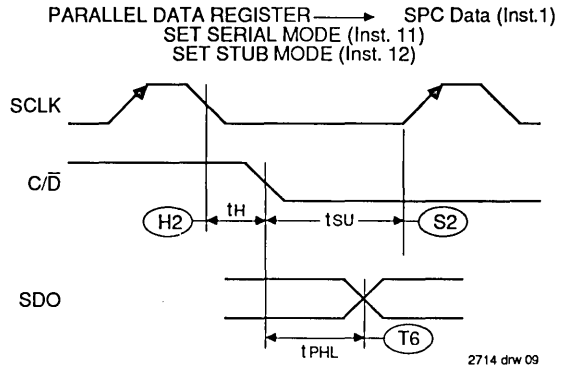 PARALLEL DATA REGISTER → SPC Data (Inst.1)
SET SERIAL MODE (Inst. 11)
SET STUB MODE (Inst. 12)
SCLK
C/D̅
H2 tH tSU S2
SDO
tPHL T6
2714 drw 09